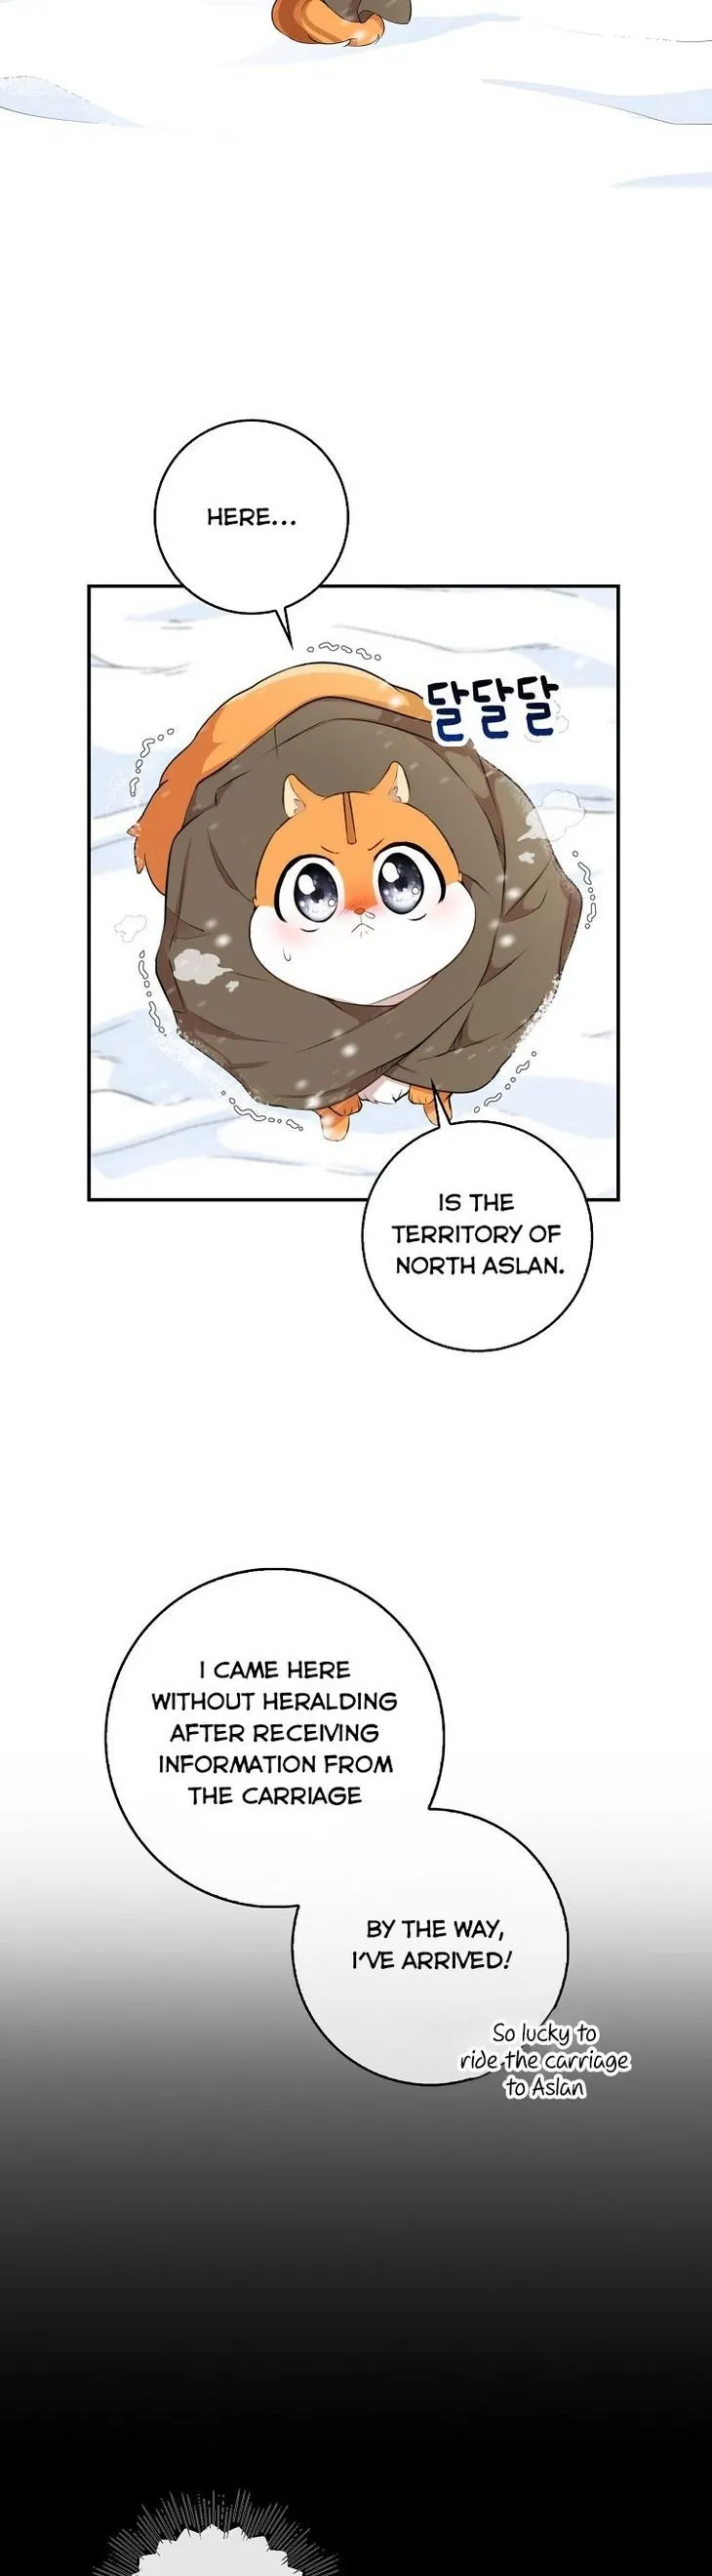 HERE...
달달달
IS THE
TERRITORY OF
NORTH ASLAN.
I CAME HERE
WITHOUT HERALDING
AFTER RECEIVING
INFORMATION FROM
THE CARRIAGE
BY THE WAY,
I'VE ARRIVED!
So lucky to
ride the carriage
to Aslan